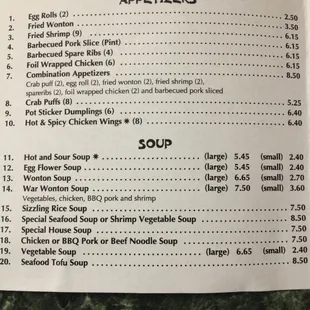 APPETIZERS
1. Egg Rolls (2) 2.50
2. Fried Wonton 3.50
3. Fried Shrimp (9) 6.15
4. Barbecued Pork Slice (Pint) 6.15
5. Barbecued Spare Ribs (4) 6.15
6. Foil Wrapped Chicken (6) 6.15
7. Combination Appetizers 8.50
Crab puff (2), egg roll (2), fried wonton (2), fried shrimp (2),
spareribs (2), foil wrapped chicken (2) and barbecued pork sliced
8. Crab Puffs (8) 5.25
9. Pot Sticker Dumplings (6) 6.40
10. Hot & Spicy Chicken Wings * (8) 6.40
SOUP
11. Hot and Sour Soup * (large) 5.45 (small) 2.40
12. Egg Flower Soup (large) 5.45 (small) 2.40
13. Wonton Soup (large) 6.65 (small) 2.70
14. War Wonton Soup (large) 7.50 (small) 3.60
Vegetables, chicken, BBQ pork and shrimp
15. Sizzling Rice Soup 7.50
16. Special Seafood Soup or Shrimp Vegetable Soup 8.50
17. Special House Soup 7.50
18. Chicken or BBQ Pork or Beef Noodle Soup 7.50
19. Vegetable Soup (large) 6.65 (small) 2.40
20. Seafood Tofu Soup 8.50